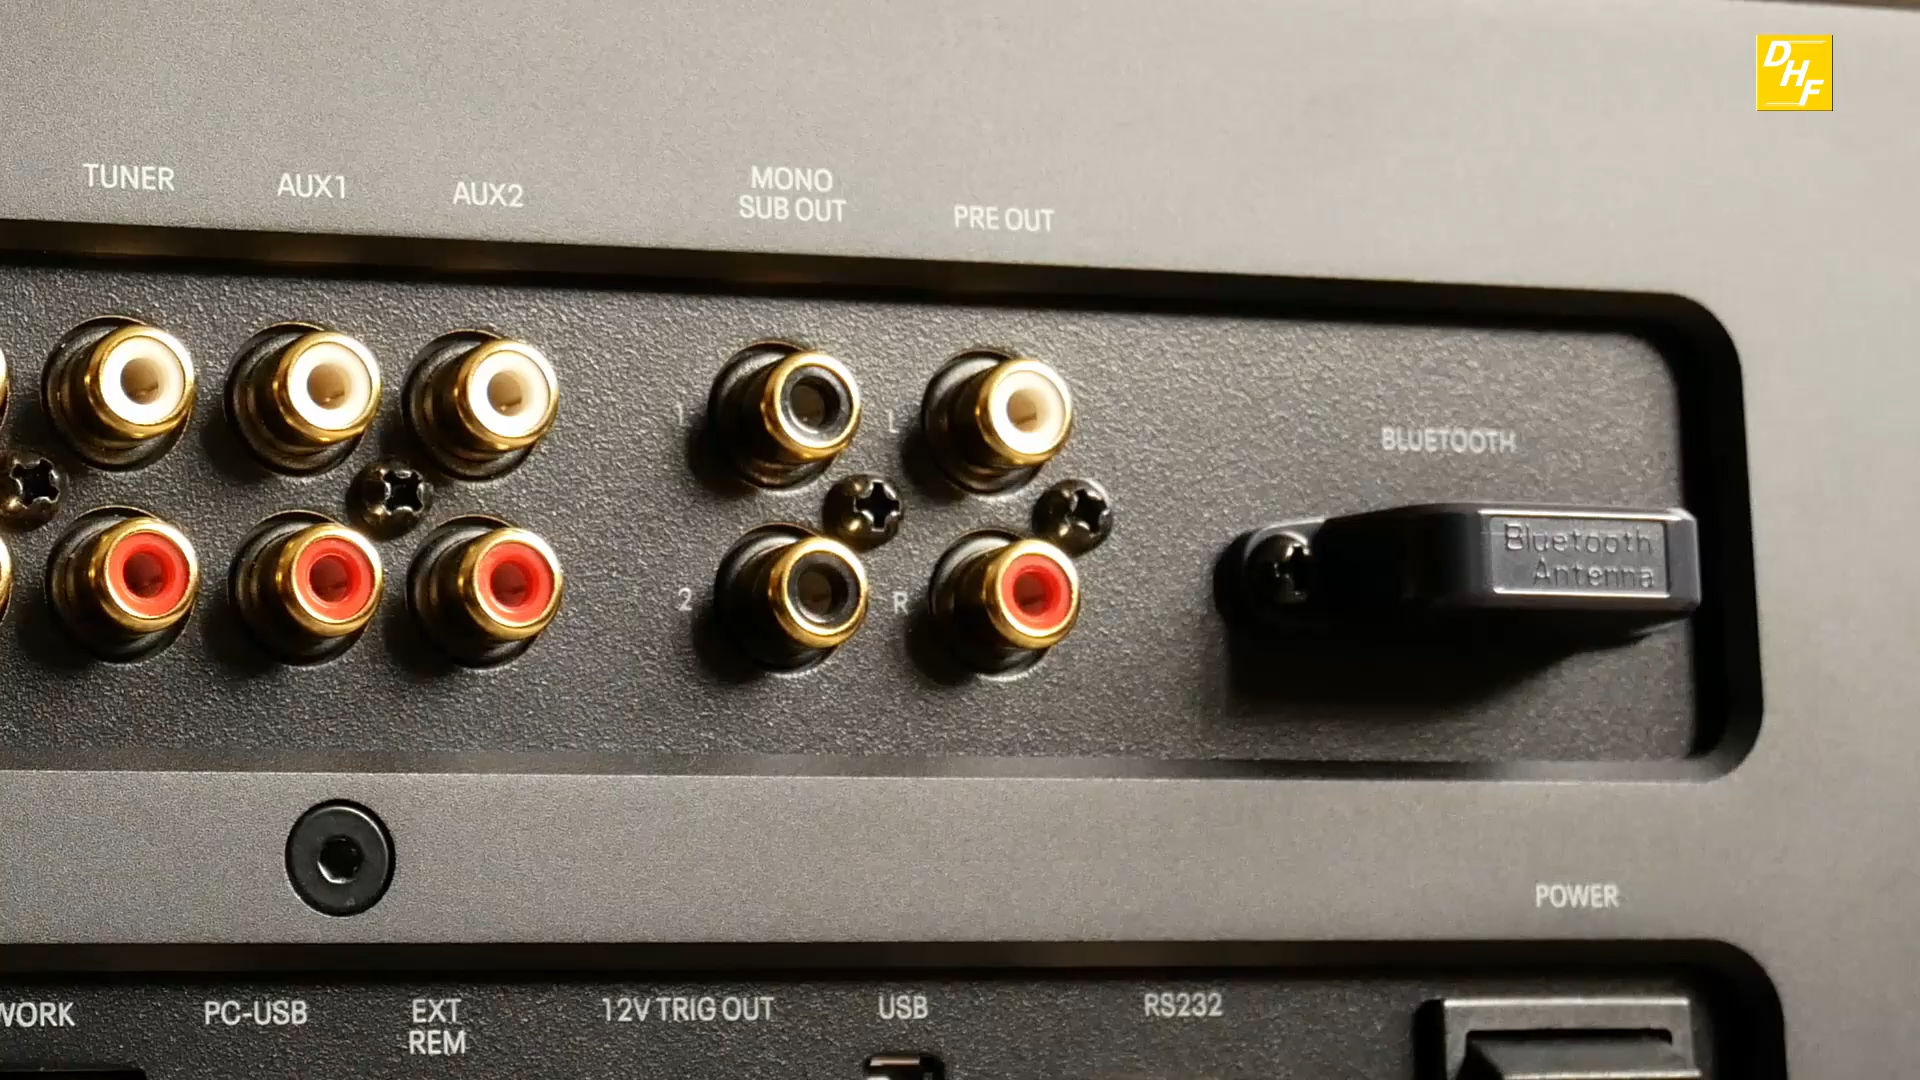 DHF
TUNER
AUX1
AUX2
MONO
SUB OUT
PRE OUT
1
L
BLUETOOTH
Bluetooth
Antenna
2
R
POWER
WORK
PC-USB
EXT
REM
12V TRIG OUT
USB
RS232